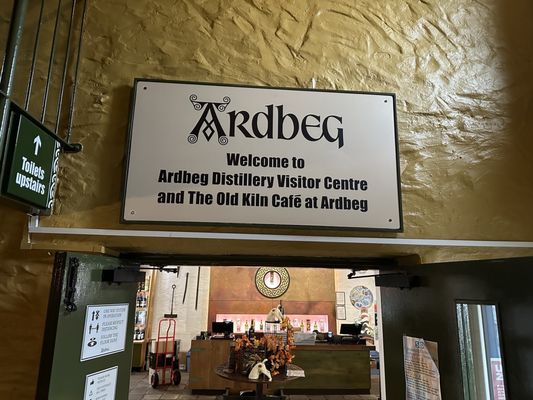 Ardbeg
Welcome to
Ardbeg Distillery Visitor Centre
and The Old Kiln Café at Ardbeg
Toilets
upstairs